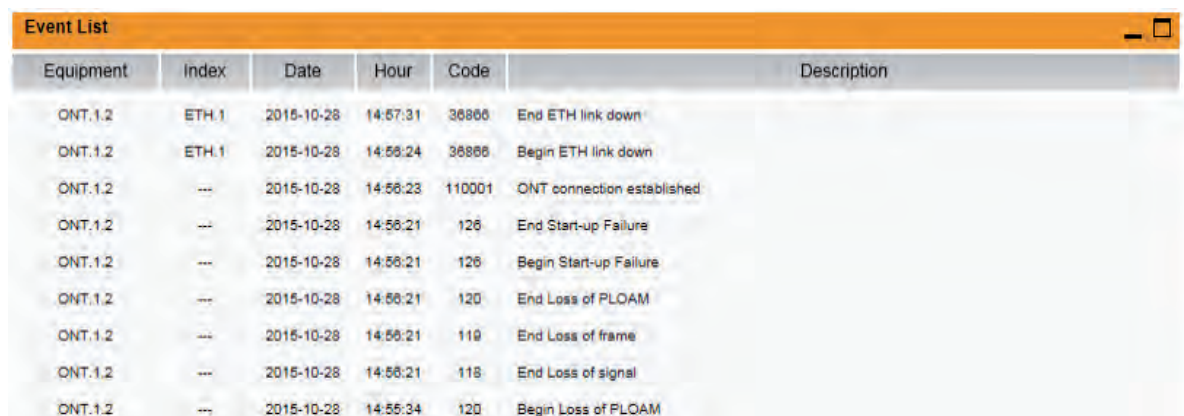 Event List
Equipment Index Date Hour Code Description
ONT.1.2 ETH.1 2015-10-28 14:57:31 36866 End ETH link down
ONT.1.2 ETH.1 2015-10-28 14:56:24 36866 Begin ETH link down
ONT.1.2 --- 2015-10-28 14:56:23 110001 ONT connection established
ONT.1.2 --- 2015-10-28 14:56:21 126 End Start-up Failure
ONT.1.2 --- 2015-10-28 14:56:21 126 Begin Start-up Failure
ONT.1.2 --- 2015-10-28 14:56:21 120 End Loss of PLOAM
ONT.1.2 --- 2015-10-28 14:56:21 119 End Loss of frame
ONT.1.2 --- 2015-10-28 14:56:21 118 End Loss of signal
ONT.1.2 --- 2015-10-28 14:55:34 120 Begin Loss of PLOAM